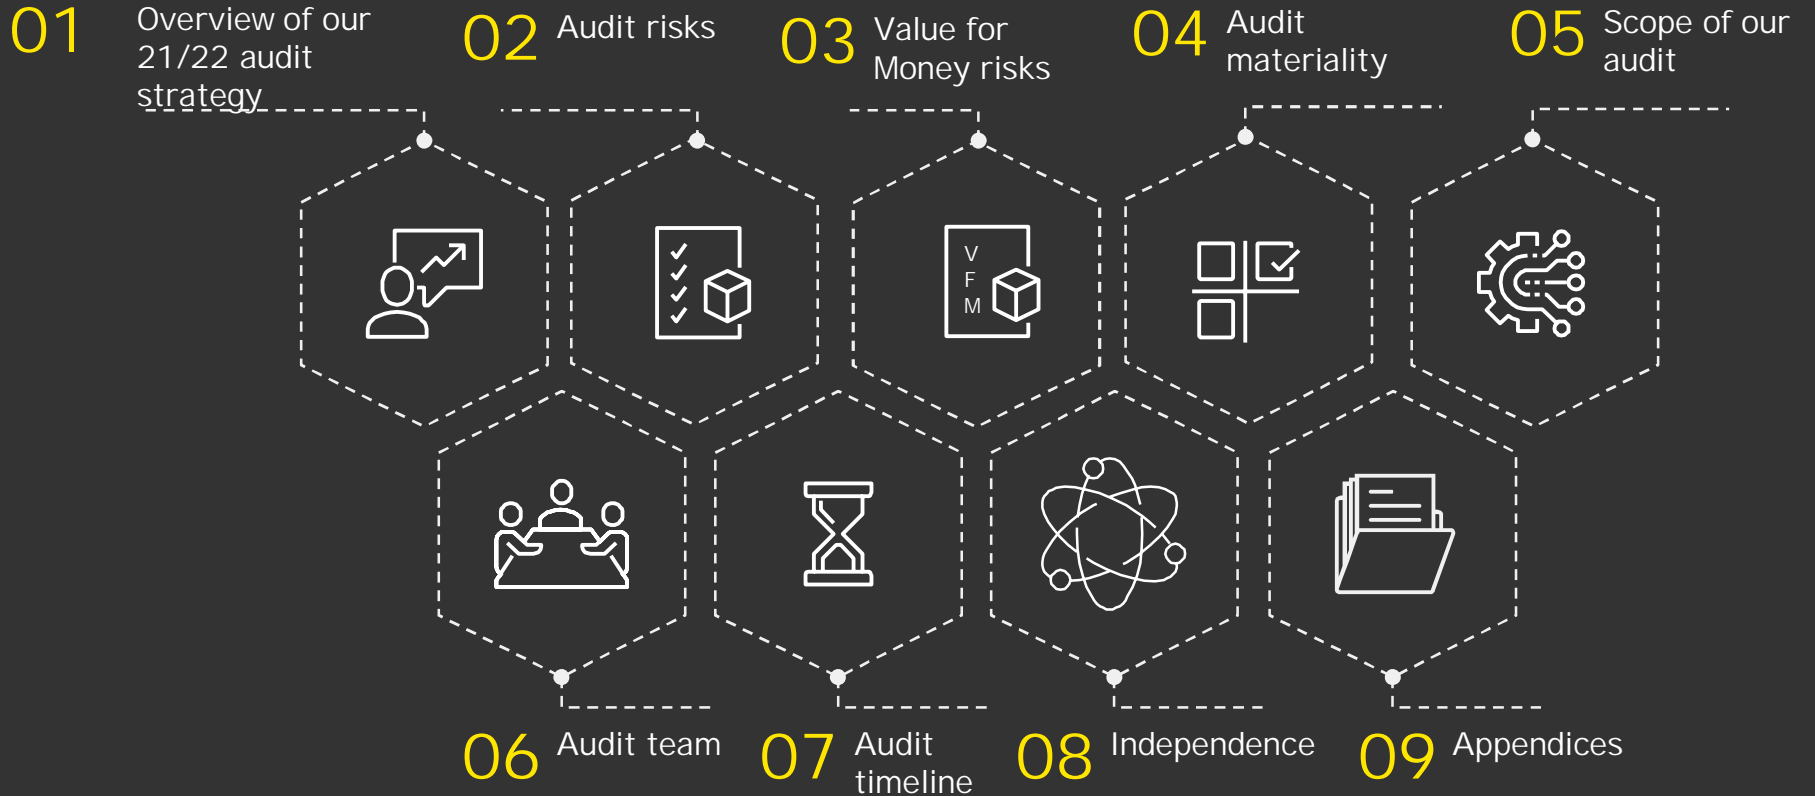 01 Overview of our
21/22 audit
strategy
02 Audit risks
03 Value for
Money risks
04 Audit
materiality
05 Scope of our
audit
V
F
M
06 Audit team
07 Audit
timeline
08 Independence
09 Appendices